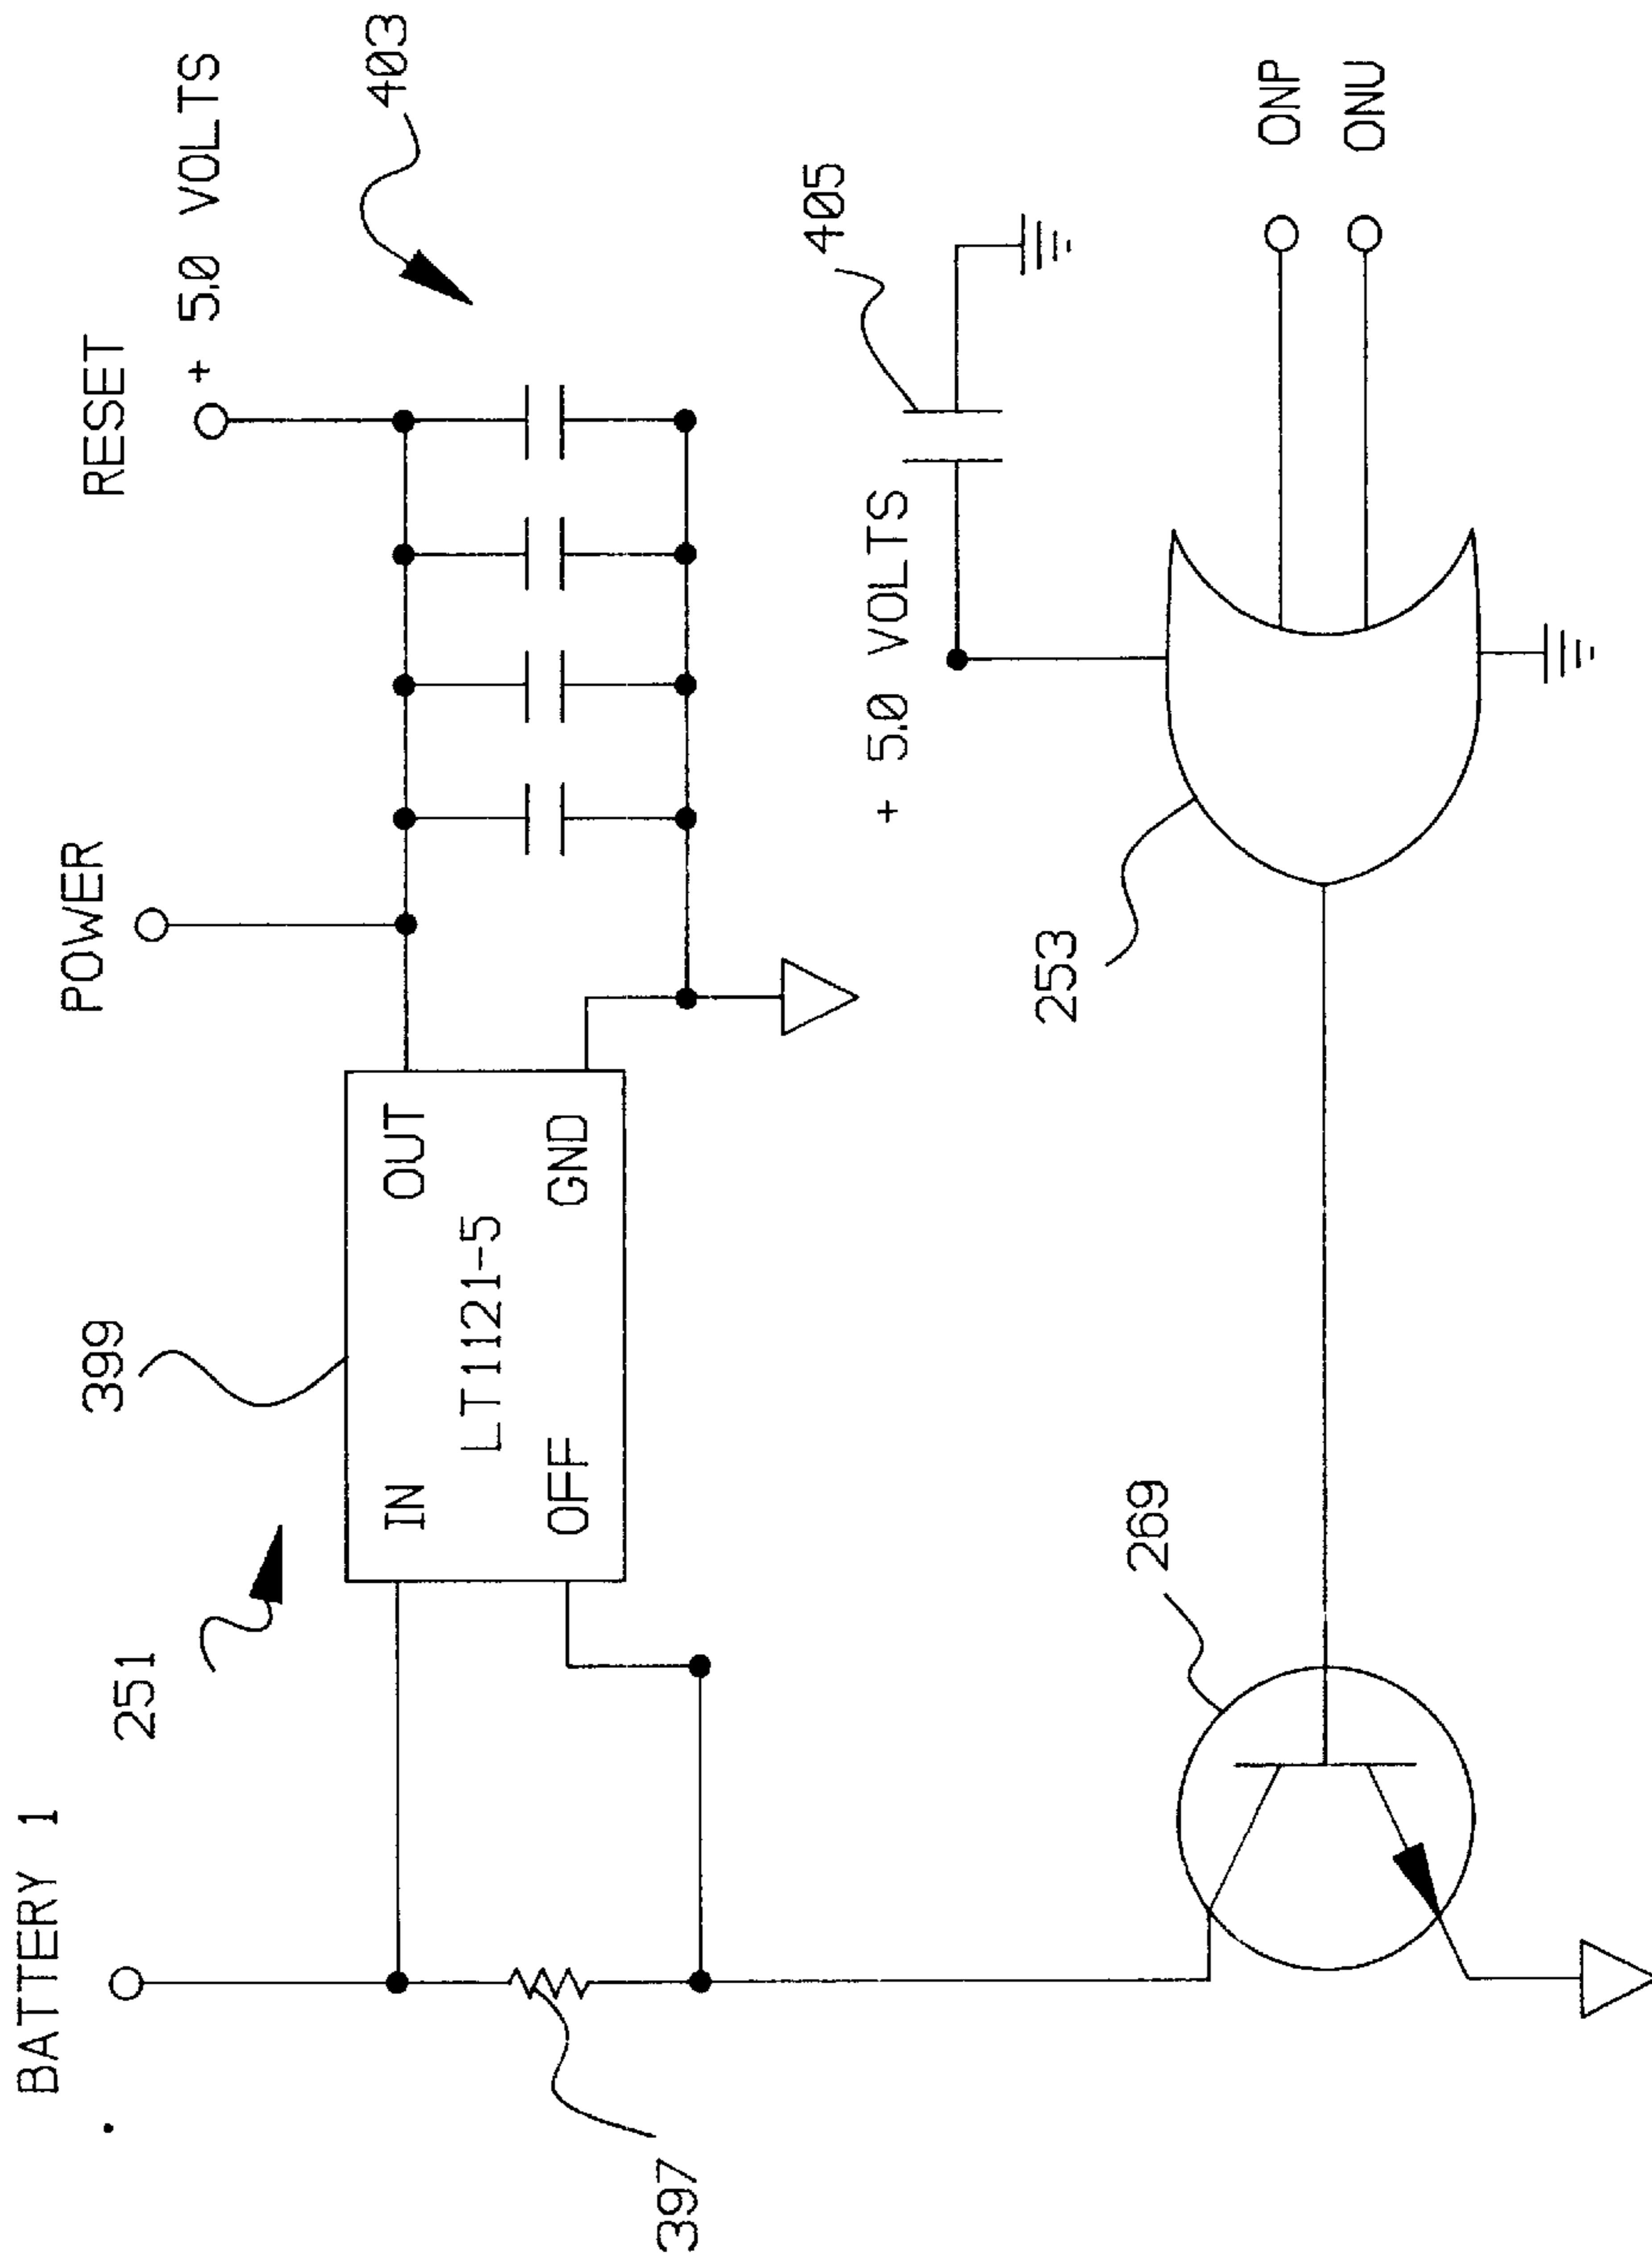 BATTERY 1
POWER
RESET
+ 5.0 VOLTS
251
399
403
IN
OUT
LT1121-5
OFF
GND
397
405
+ 5.0 VOLTS
253
269
ONP
ONU